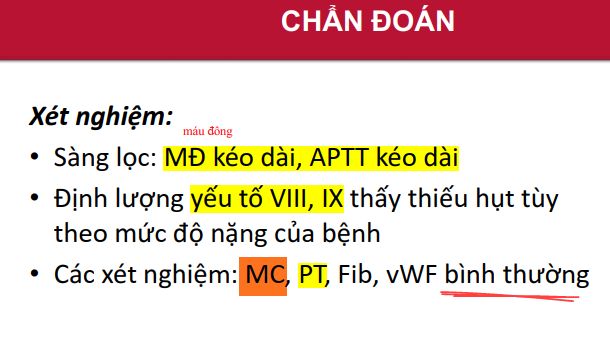 CHẨN ĐOÁN
Xét nghiệm:
máu đông
• Sàng lọc: MĐ kéo dài, APTT kéo dài
• Định lượng yếu tố VIII, IX thấy thiếu hụt tùy
theo mức độ nặng của bệnh
• Các xét nghiệm: MC, PT, Fib, vWF bình thường